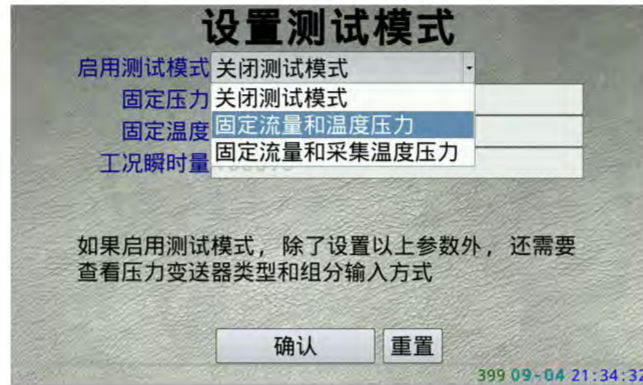 设置测试模式
启用测试模式 关闭测试模式
固定压力 关闭测试模式
固定温度 固定流量和温度压力
工况瞬时量 固定流量和采集温度压力
如果启用测试模式，除了设置以上参数外，还需要
查看压力变送器类型和组分输入方式
确认 重置
399 09-04 21:34:32